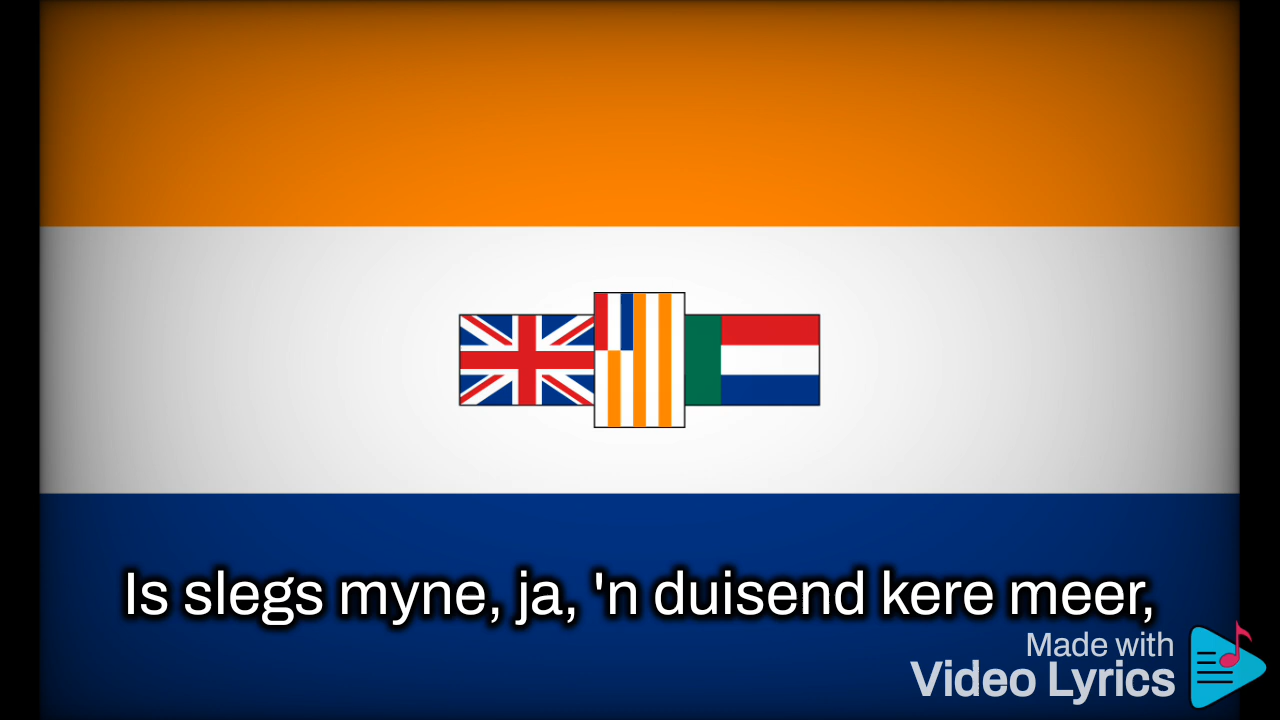 Is slegs myne, ja, 'n duisend kere meer,
Made with
Video Lyrics